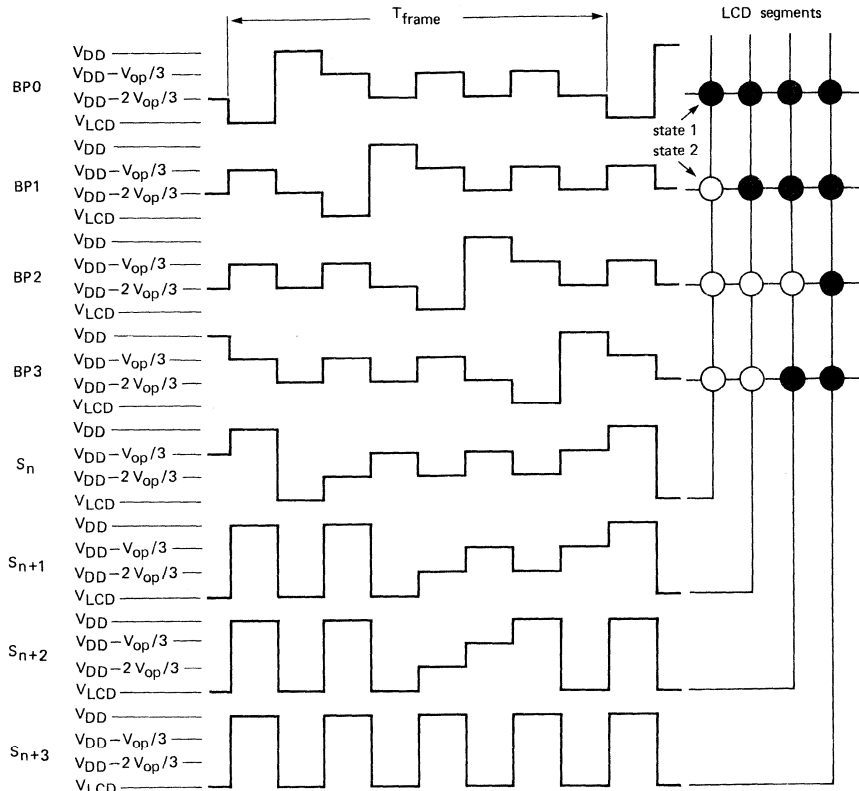 T_frame
LCD segments
BP0
V_DD
V_DD−V_op/3
V_DD−2 V_op/3
V_LCD
state 1
state 2
BP1
V_DD
V_DD−V_op/3
V_DD−2 V_op/3
V_LCD
BP2
V_DD
V_DD−V_op/3
V_DD−2 V_op/3
V_LCD
BP3
V_DD
V_DD−V_op/3
V_DD−2 V_op/3
V_LCD
S_n
V_DD
V_DD−V_op/3
V_DD−2 V_op/3
V_LCD
S_n+1
V_DD
V_DD−V_op/3
V_DD−2 V_op/3
V_LCD
S_n+2
V_DD
V_DD−V_op/3
V_DD−2 V_op/3
V_LCD
S_n+3
V_DD
V_DD−V_op/3
V_DD−2 V_op/3
V_LCD